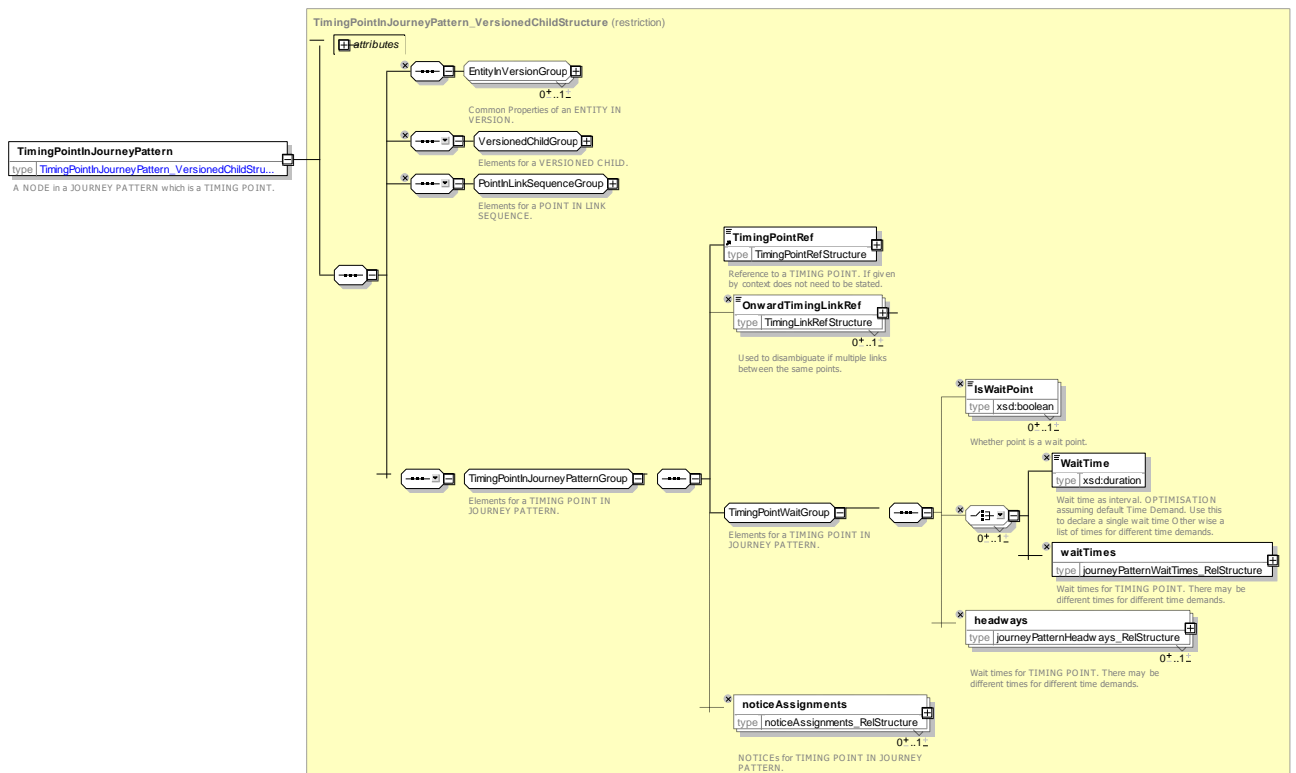 TimingPointInJourneyPattern_VersionedChildStructure (restriction)
attributes
EntityInVersionGroup
0..1
Common Properties of an ENTITY IN
VERSION.
VersionedChildGroup
Elements for a VERSIONED CHILD.
TimingPointInJourneyPattern
type TimingPointInJourneyPattern_VersionedChildStru...
A NODE in a JOURNEY PATTERN which is a TIMING POINT.
PointInLinkSequenceGroup
Elements for a POINT IN LINK
SEQUENCE.
TimingPointRef
type TimingPointRefStructure
Reference to a TIMING POINT. If given
by context does not need to be stated.
OnwardTimingLinkRef
type TimingLinkRefStructure
0..1
Used to disambiguate if multiple links
between the same points.
IsWaitPoint
type xsd:boolean
0..1
Whether point is a wait point.
TimingPointInJourneyPatternGroup
Elements for a TIMING POINT IN
JOURNEY PATTERN.
TimingPointWaitGroup
Elements for a TIMING POINT IN
JOURNEY PATTERN.
0..1
WaitTime
type xsd:duration
Wait time as interval. OPTIMISATION
assuming default Time Demand. Use this
to declare a single wait time Other wise a
list of times for different time demands.
waitTimes
type journeyPatternWaitTimes_RelStructure
Wait times for TIMING POINT. There may be
different times for different time demands.
headways
type journeyPatternHeadways_RelStructure
0..1
Wait times for TIMING POINT. There may be
different times for different time demands.
noticeAssignments
type noticeAssignments_RelStructure
0..1
NOTICEs for TIMING POINT IN JOURNEY
PATTERN.